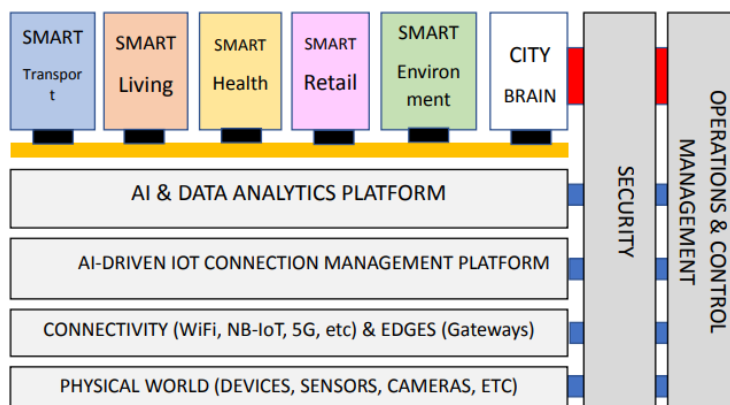 SMART
Transpor
t
SMART
Living
SMART
Health
SMART
Retail
SMART
Environ
ment
CITY
BRAIN
AI & DATA ANALYTICS PLATFORM
AI-DRIVEN IOT CONNECTION MANAGEMENT PLATFORM
CONNECTIVITY (WiFi, NB-IoT, 5G, etc) & EDGES (Gateways)
PHYSICAL WORLD (DEVICES, SENSORS, CAMERAS, ETC)
SECURITY
OPERATIONS & CONTROL
MANAGEMENT